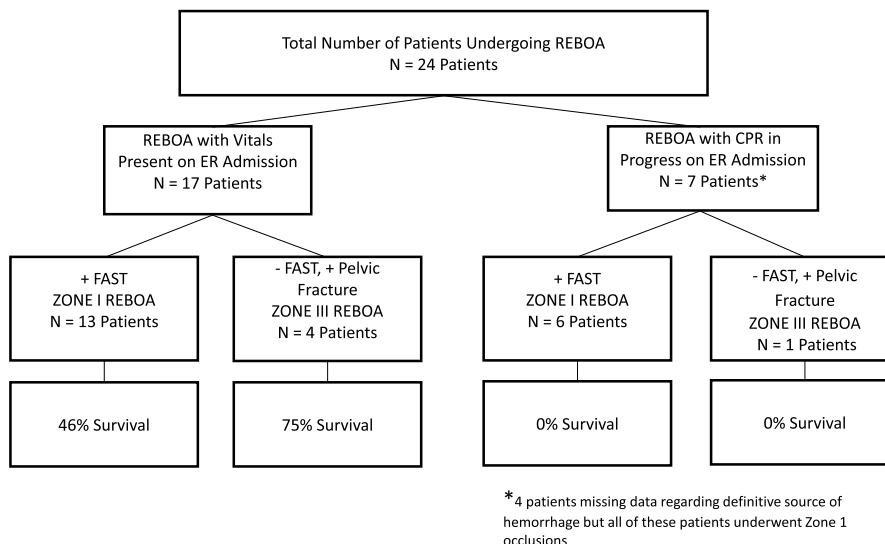 Total Number of Patients Undergoing REBOA
N = 24 Patients
REBOA with Vitals
Present on ER Admission
N = 17 Patients
REBOA with CPR in
Progress on ER Admission
N = 7 Patients*
+ FAST
ZONE I REBOA
N = 13 Patients
- FAST, + Pelvic
Fracture
ZONE III REBOA
N = 4 Patients
+ FAST
ZONE I REBOA
N = 6 Patients
- FAST, + Pelvic
Fracture
ZONE III REBOA
N = 1 Patients
46% Survival
75% Survival
0% Survival
0% Survival
*4 patients missing data regarding definitive source of
hemorrhage but all of these patients underwent Zone 1
occlusions